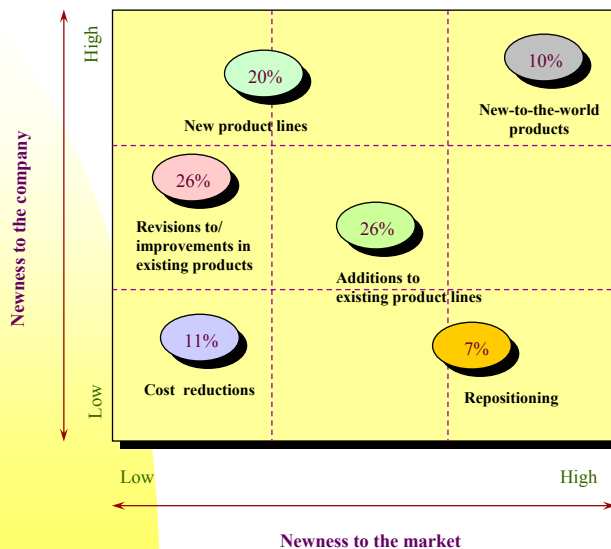 High
20%
10%
New product lines
New-to-the-world
products
26%
Revisions to/
improvements in
existing products
26%
Additions to
existing product lines
11%
Cost reductions
7%
Repositioning
Newness to the company
Low
Low
High
Newness to the market